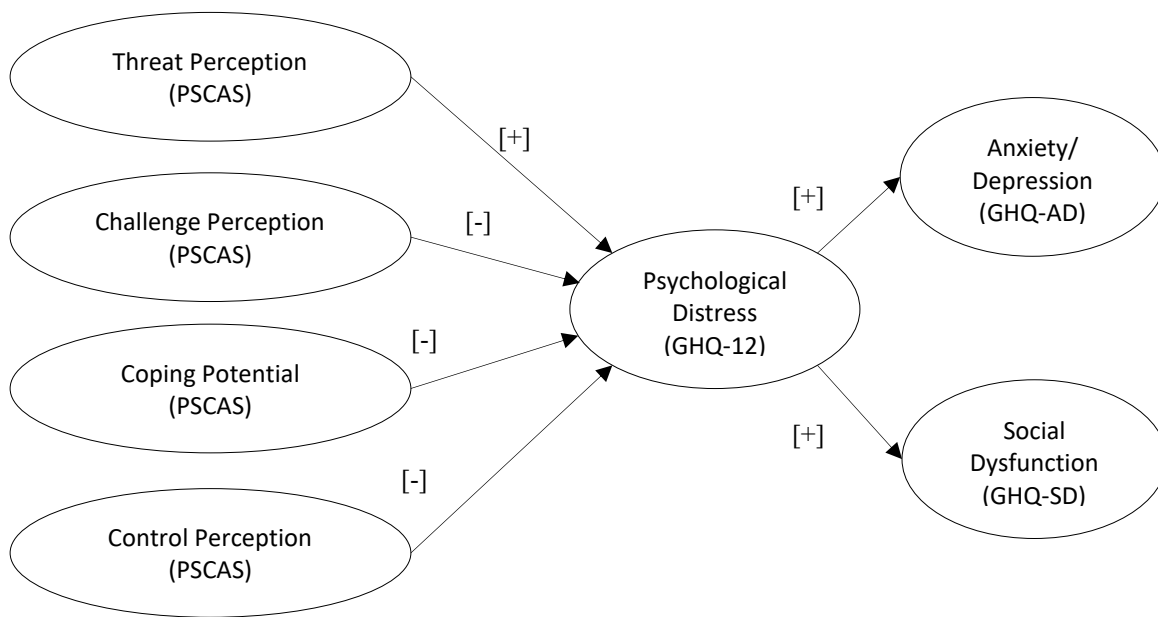 Threat Perception
(PSCAS)
[+]
Challenge Perception
(PSCAS)
[-]
Coping Potential
(PSCAS)
[-]
Control Perception
(PSCAS)
[-]
Psychological
Distress
(GHQ-12)
[+]
Anxiety/
Depression
(GHQ-AD)
[+]
Social
Dysfunction
(GHQ-SD)